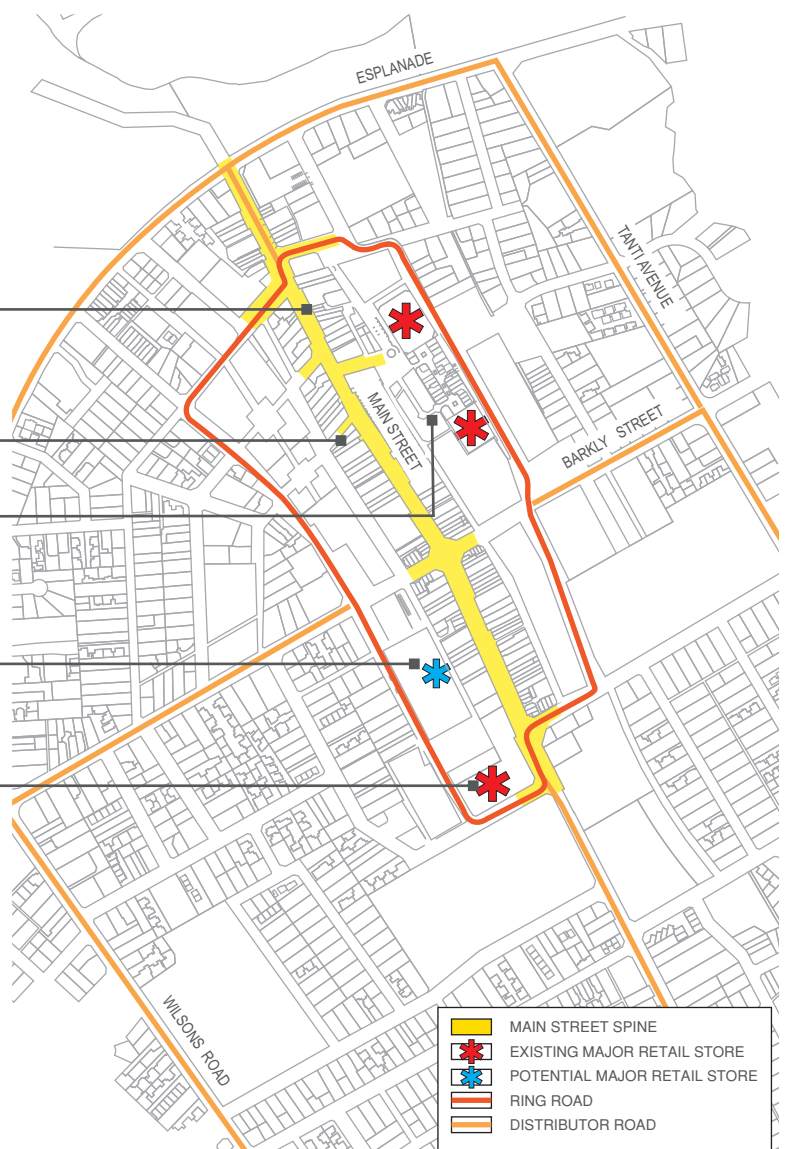 ESPLANADE
TANTI AVENUE
MAIN STREET
BARKLY STREET
WILSONS ROAD
MAIN STREET SPINE
EXISTING MAJOR RETAIL STORE
POTENTIAL MAJOR RETAIL STORE
RING ROAD
DISTRIBUTOR ROAD